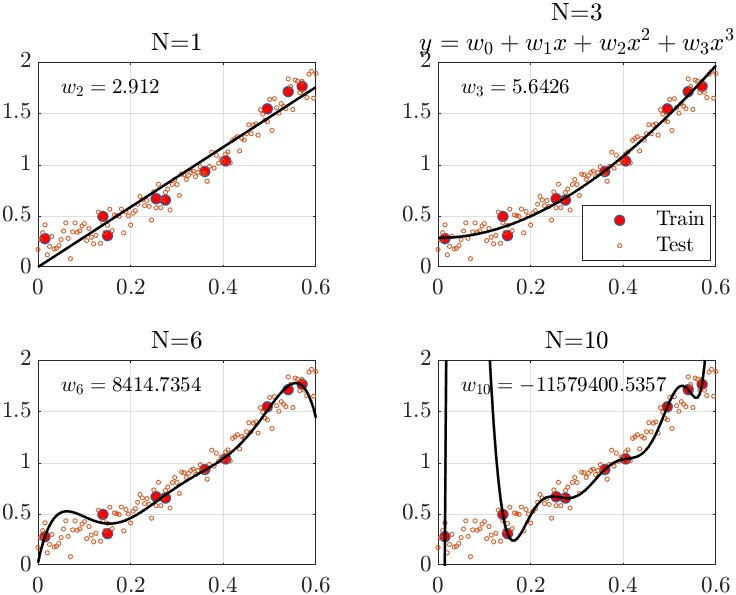 N=1
2
1.5
1
0.5
0
w₂ = 2.912
0 0.2 0.4 0.6
N=3
y = w₀ + w₁x + w₂x² + w₃x³
2
1.5
1
0.5
0
w₃ = 5.6426
Train
Test
0 0.2 0.4 0.6
N=6
2
1.5
1
0.5
0
w₆ = 8414.7354
0 0.2 0.4 0.6
N=10
2
1.5
1
0.5
0
w₁₀ = −11579400.5357
0 0.2 0.4 0.6